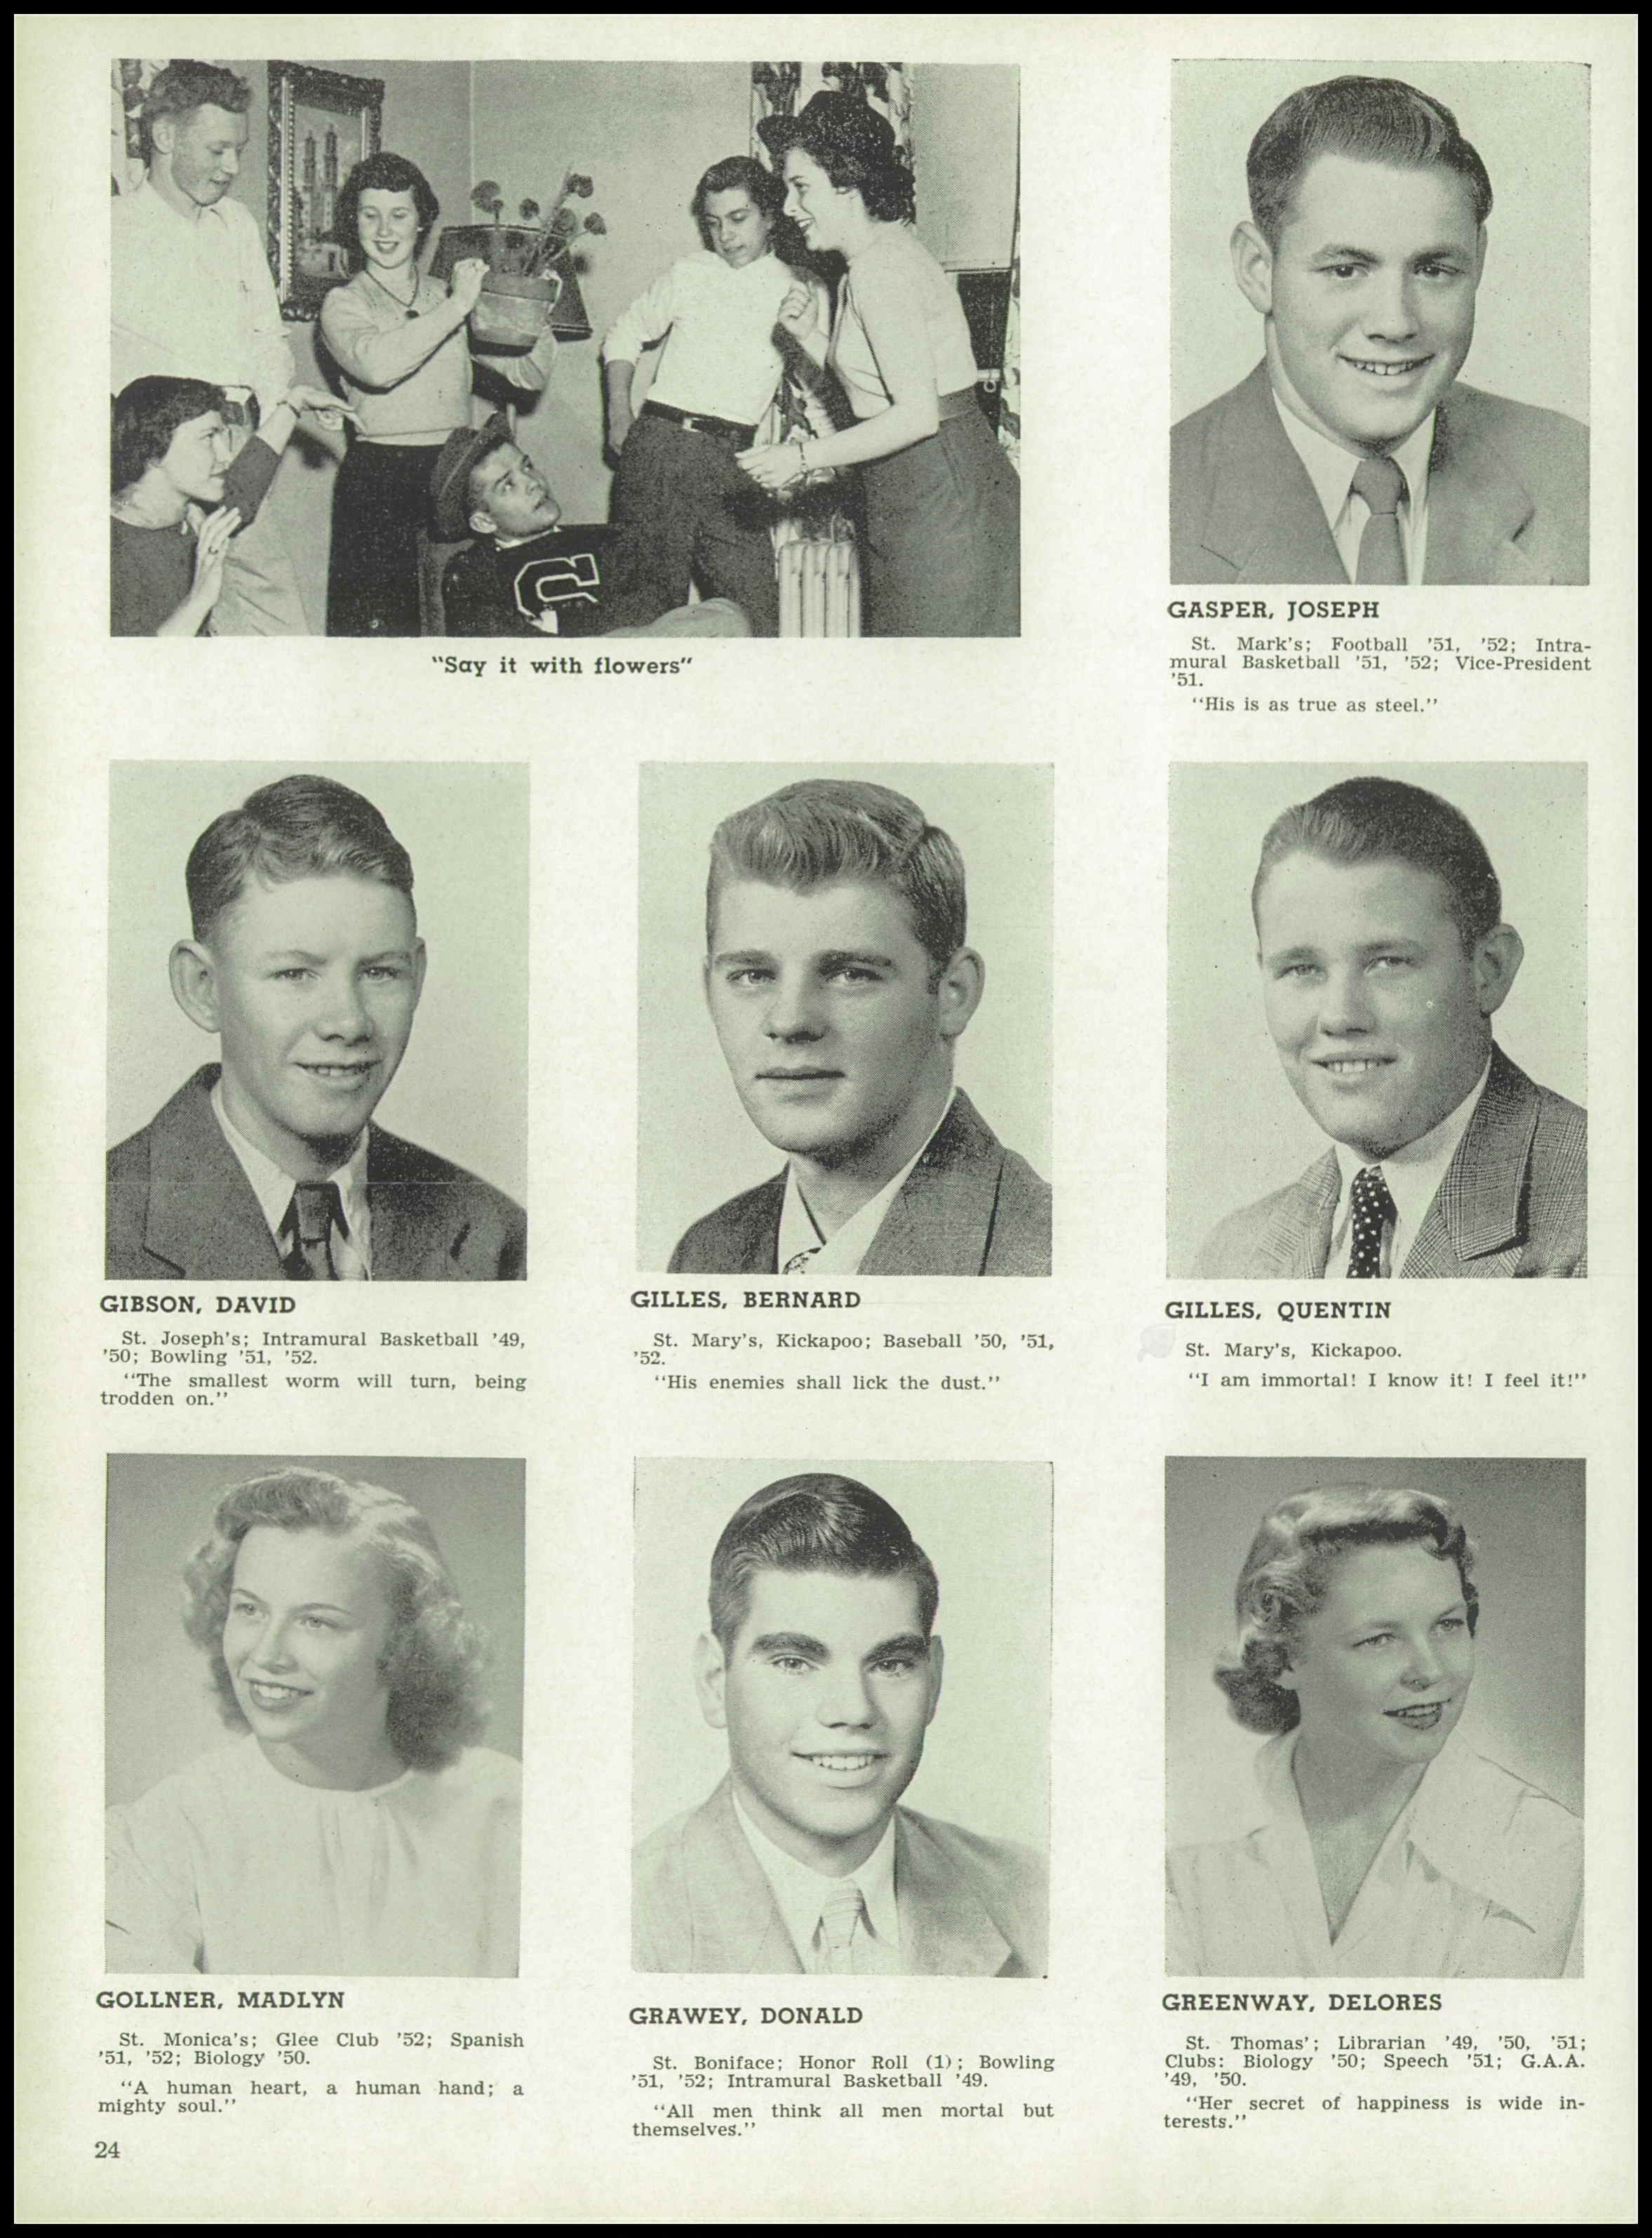 "Say it with flowers"
GASPER, JOSEPH
St. Mark's; Football '51, '52; Intra-
mural Basketball '51, '52; Vice-President
'51.
"His is as true as steel."
GIBSON, DAVID
St. Joseph's; Intramural Basketball '49,
'50; Bowling '51, '52.
"The smallest worm will turn, being
trodden on."
GILLES, BERNARD
St. Mary's, Kickapoo; Baseball '50, '51,
'52.
"His enemies shall lick the dust."
GILLES, QUENTIN
St. Mary's, Kickapoo.
"I am immortal! I know it! I feel it!"
GOLLNER, MADLYN
St. Monica's; Glee Club '52; Spanish
'51, '52; Biology '50.
"A human heart, a human hand; a
mighty soul."
GRAWEY, DONALD
St. Boniface; Honor Roll (1); Bowling
'51, '52; Intramural Basketball '49.
"All men think all men mortal but
themselves."
GREENWAY, DELORES
St. Thomas'; Librarian '49, '50, '51;
Clubs: Biology '50; Speech '51; G.A.A.
'49, '50.
"Her secret of happiness is wide in-
terests."
24